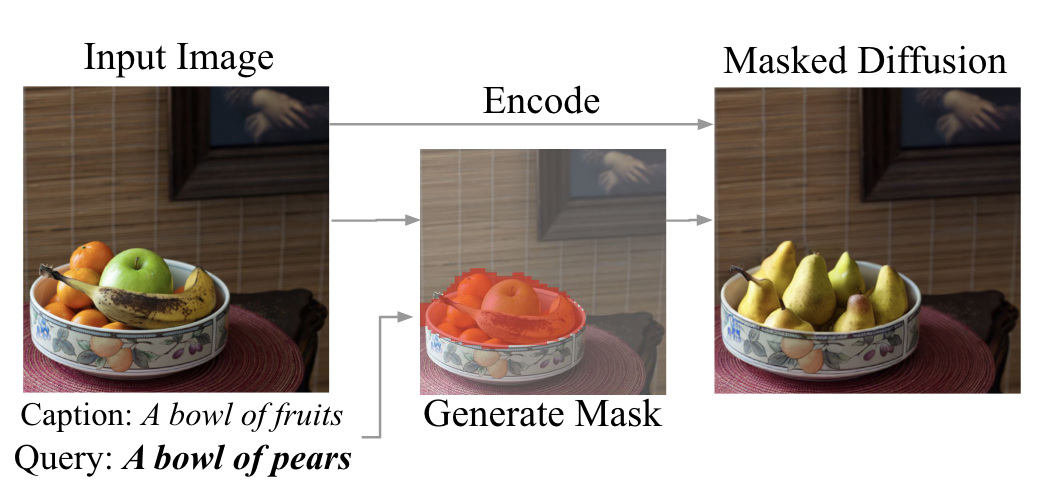 Input Image
Masked Diffusion
Encode
Generate Mask
Caption: A bowl of fruits
Query: A bowl of pears